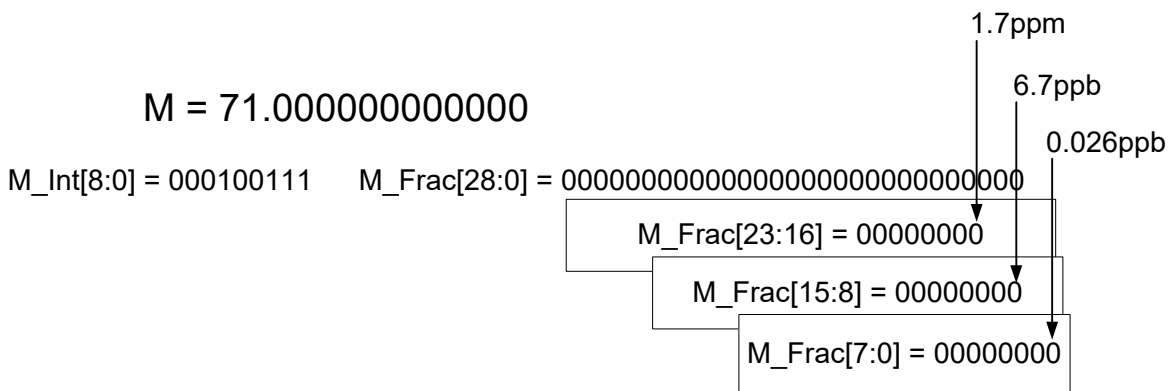 1.7ppm
6.7ppb
M = 71.000000000000
0.026ppb
M_Int[8:0] = 000100111 M_Frac[28:0] = 00000000000000000000000000000
M_Frac[23:16] = 00000000
M_Frac[15:8] = 00000000
M_Frac[7:0] = 00000000